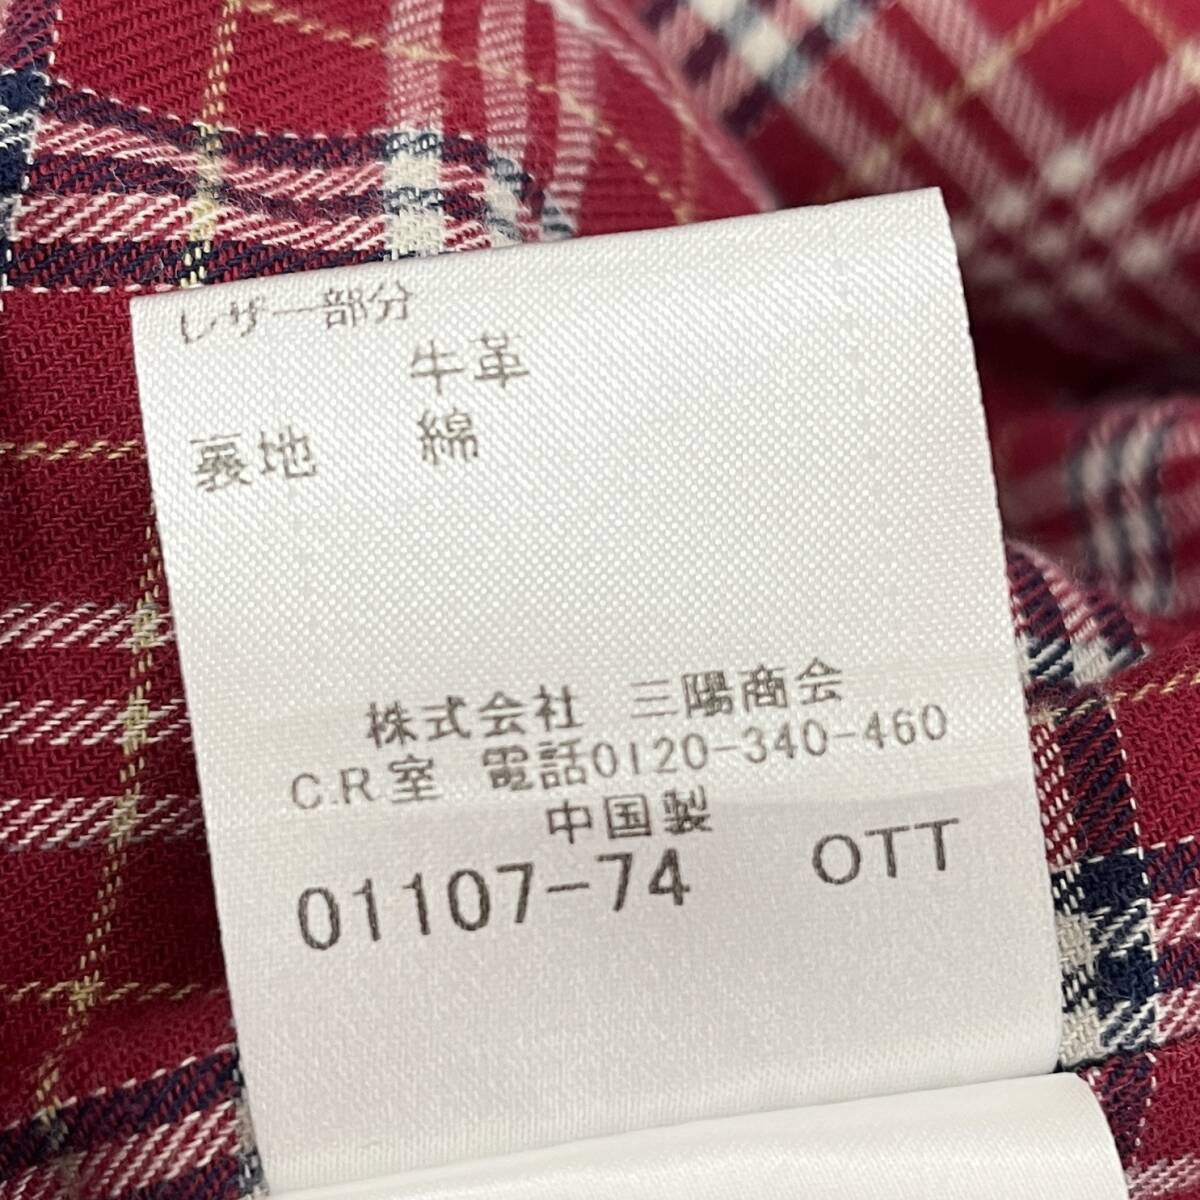 レザー部分
牛革
裏地 綿
株式会社 三陽商会
C.R室 電話0120-340-460
中国製
01107-74 OTT